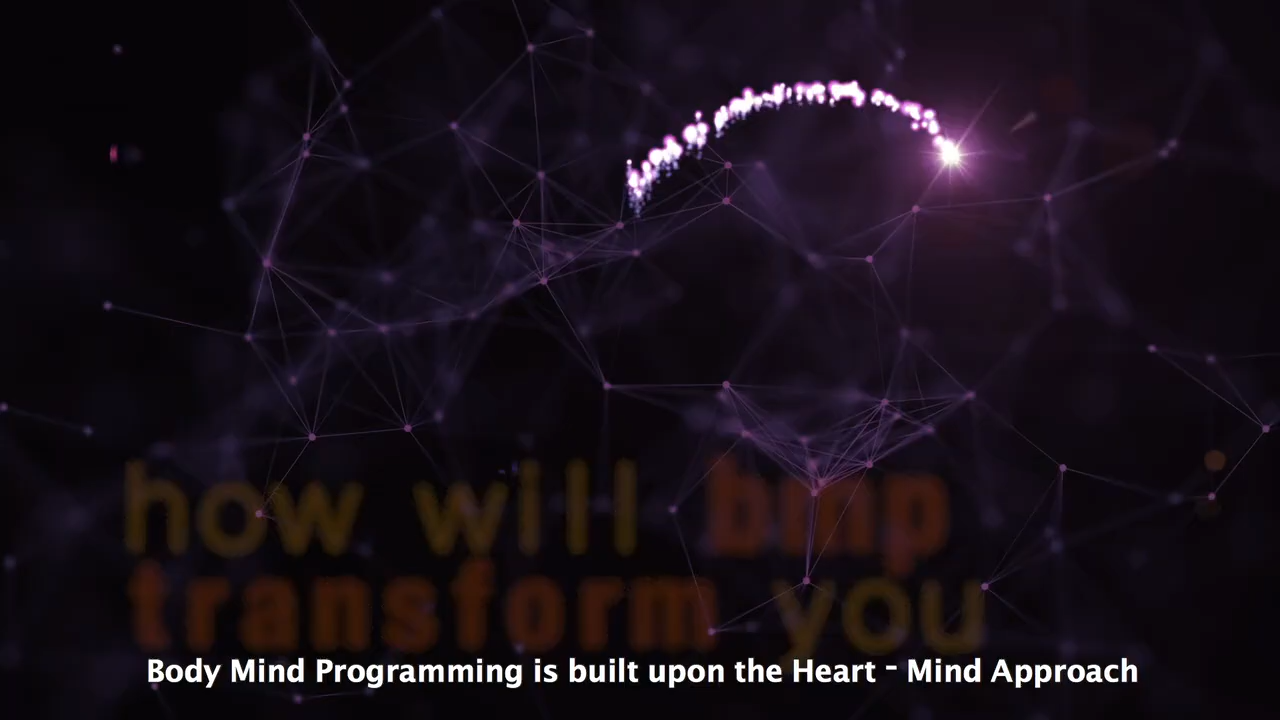 how will bmp
transform you
Body Mind Programming is built upon the Heart - Mind Approach